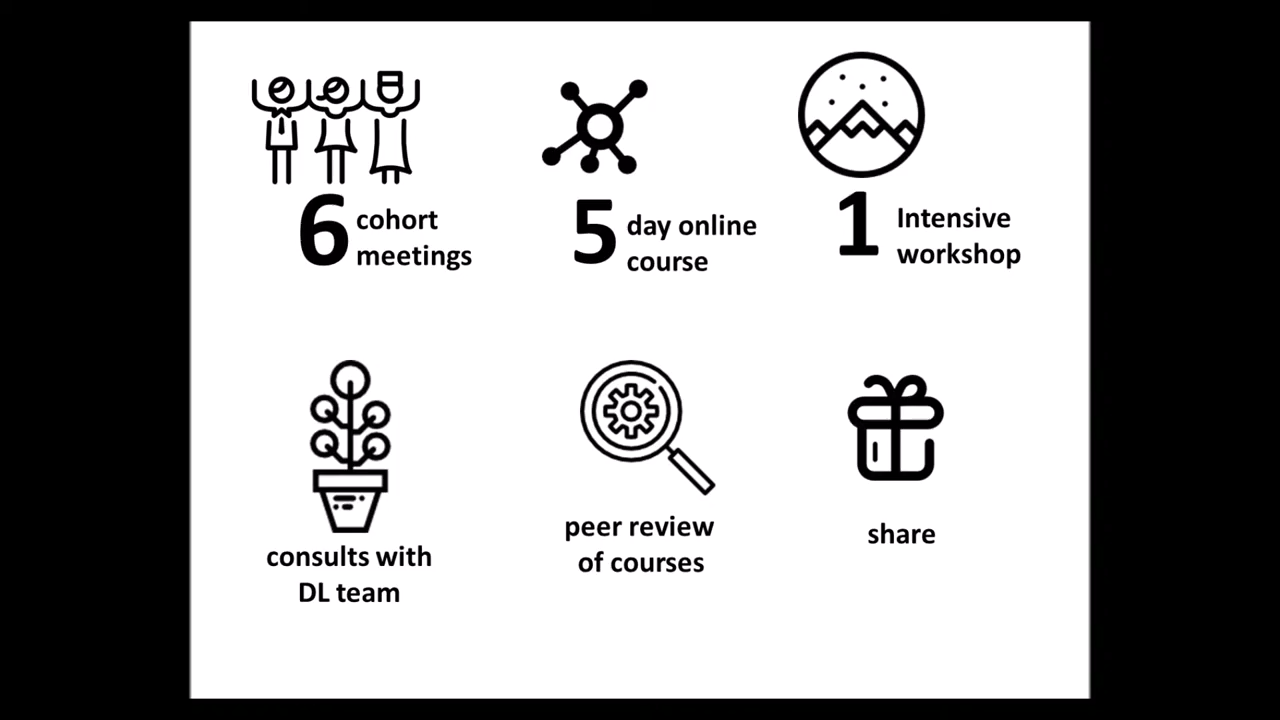 6 cohort
meetings
5 day online
course
1 Intensive
workshop
consults with
DL team
peer review
of courses
share